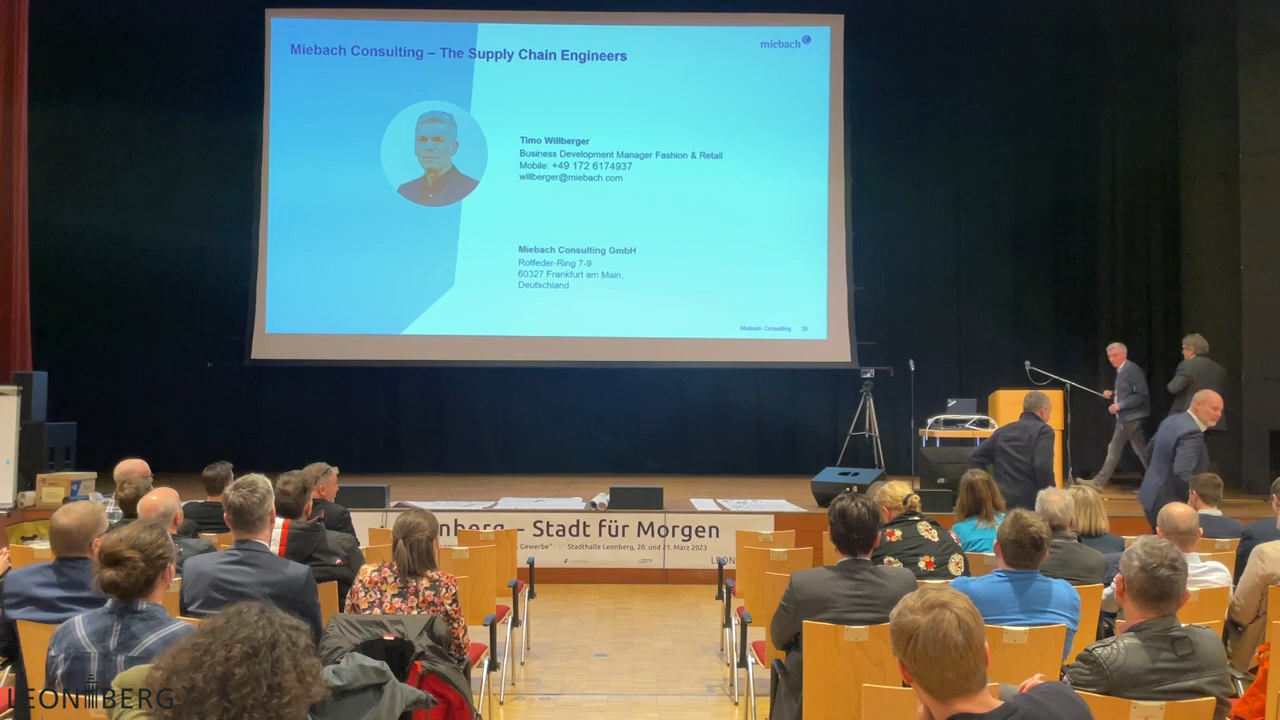 Miebach Consulting – The Supply Chain Engineers
miebach
Timo Willberger
Business Development Manager Fashion & Retail
Mobile: +49 172 6174937
willberger@miebach.com
Miebach Consulting GmbH
Rotfeder-Ring 7-9
60327 Frankfurt am Main,
Deutschland
Miebach Consulting 20
nberg – Stadt für Morgen
Gewerbe" - Stadthalle Leonberg, 20. und 21. März 2023
LEON
LEONBERG